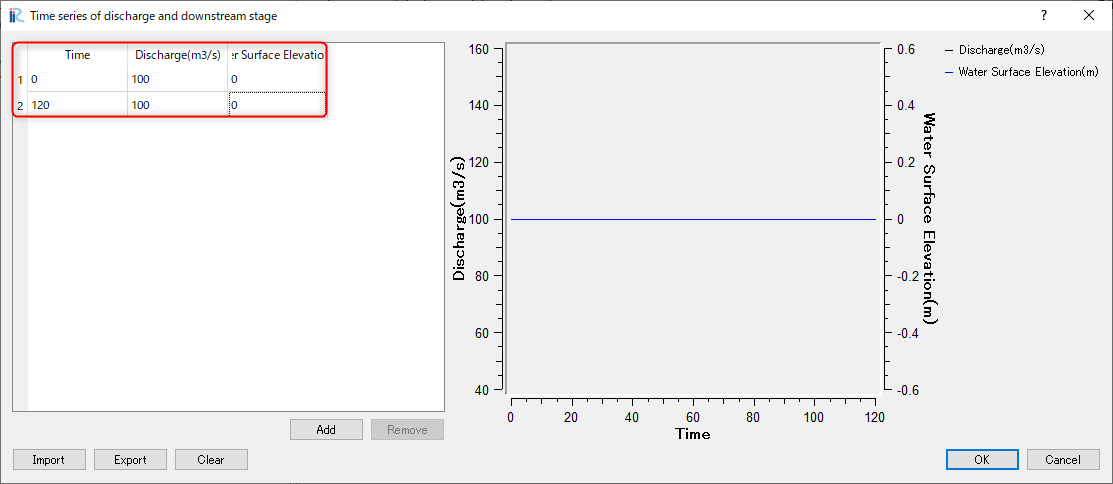 Time series of discharge and downstream stage
?
Time Discharge(m3/s) er Surface Elevatio
1 0 100 0
2 120 100 0
Add Remove
Import Export Clear
160
140
120
100
80
60
40
Discharge(m3/s)
0 20 40 60 80 100 120
Time
0.6
0.4
0.2
0
-0.2
-0.4
-0.6
Water Surface Elevation(m)
Discharge(m3/s)
Water Surface Elevation(m)
OK Cancel